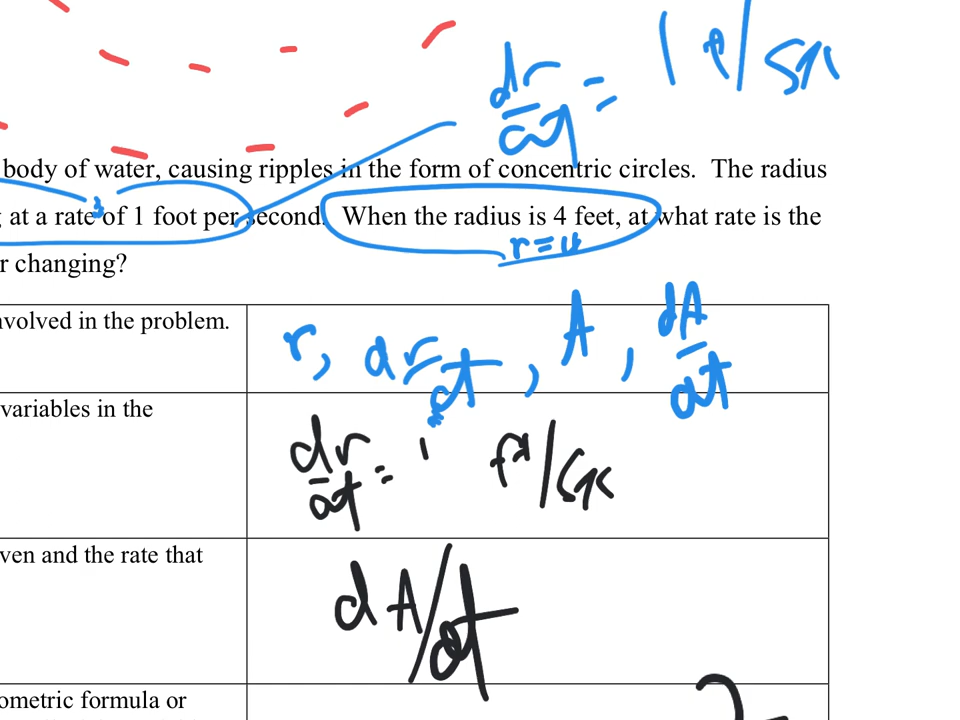 dr/dt = 1 ft/sec
body of water, causing ripples in the form of concentric circles. The radius
g at a rate of 1 foot per second. When the radius is 4 feet, at what rate is the
r = 4
r changing?
nvolved in the problem.
r, dr/dt, A, dA/dt
variables in the
dr/dt = 1 ft/sec
ven and the rate that
dA/dt
ometric formula or